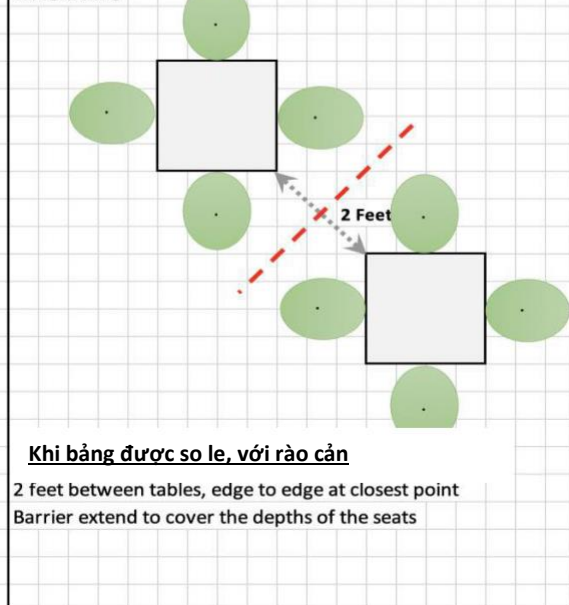 2 Feet
Khi bảng được so le, với rào cản
2 feet between tables, edge to edge at closest point
Barrier extend to cover the depths of the seats